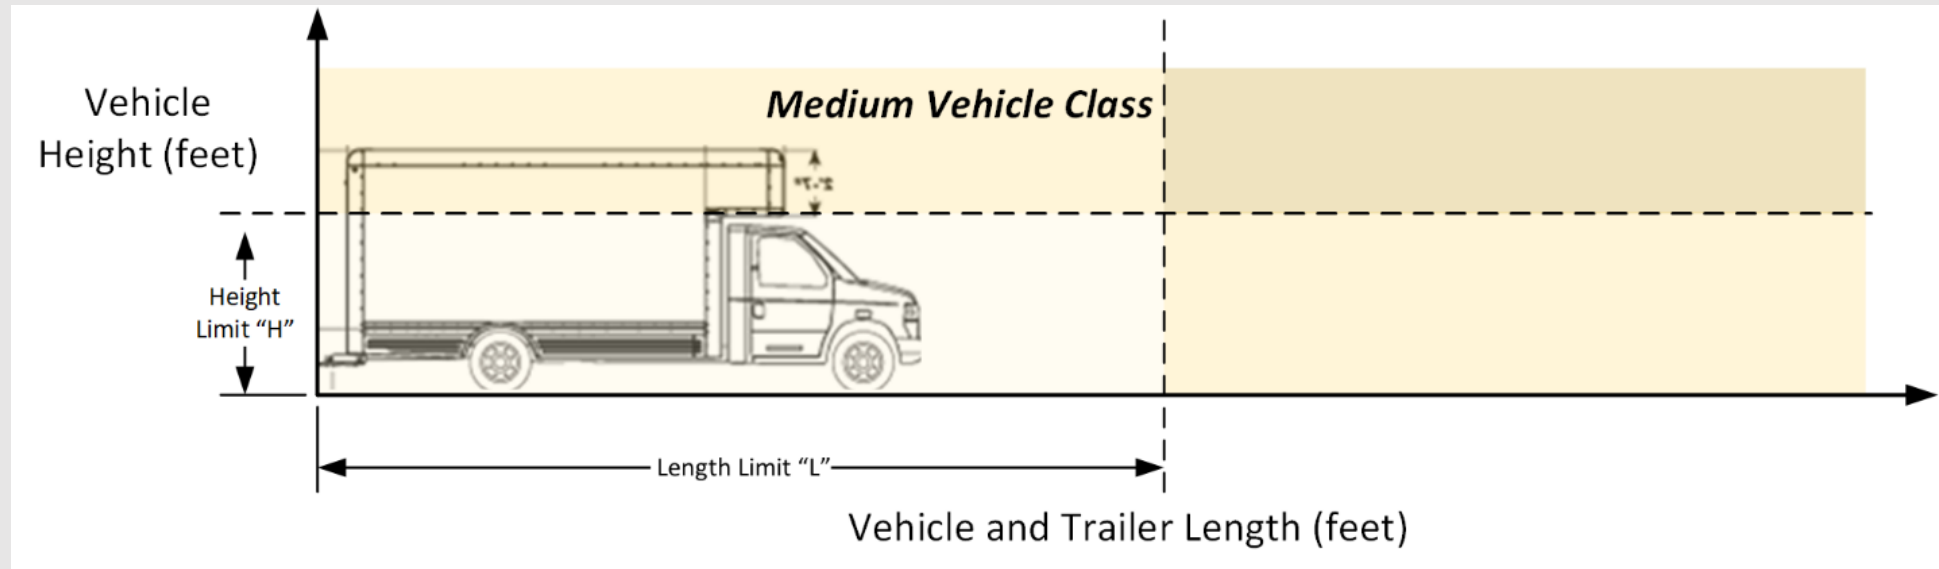 Medium Vehicle Class
Vehicle
Height (feet)
Height
Limit “H”
Length Limit “L”
Vehicle and Trailer Length (feet)